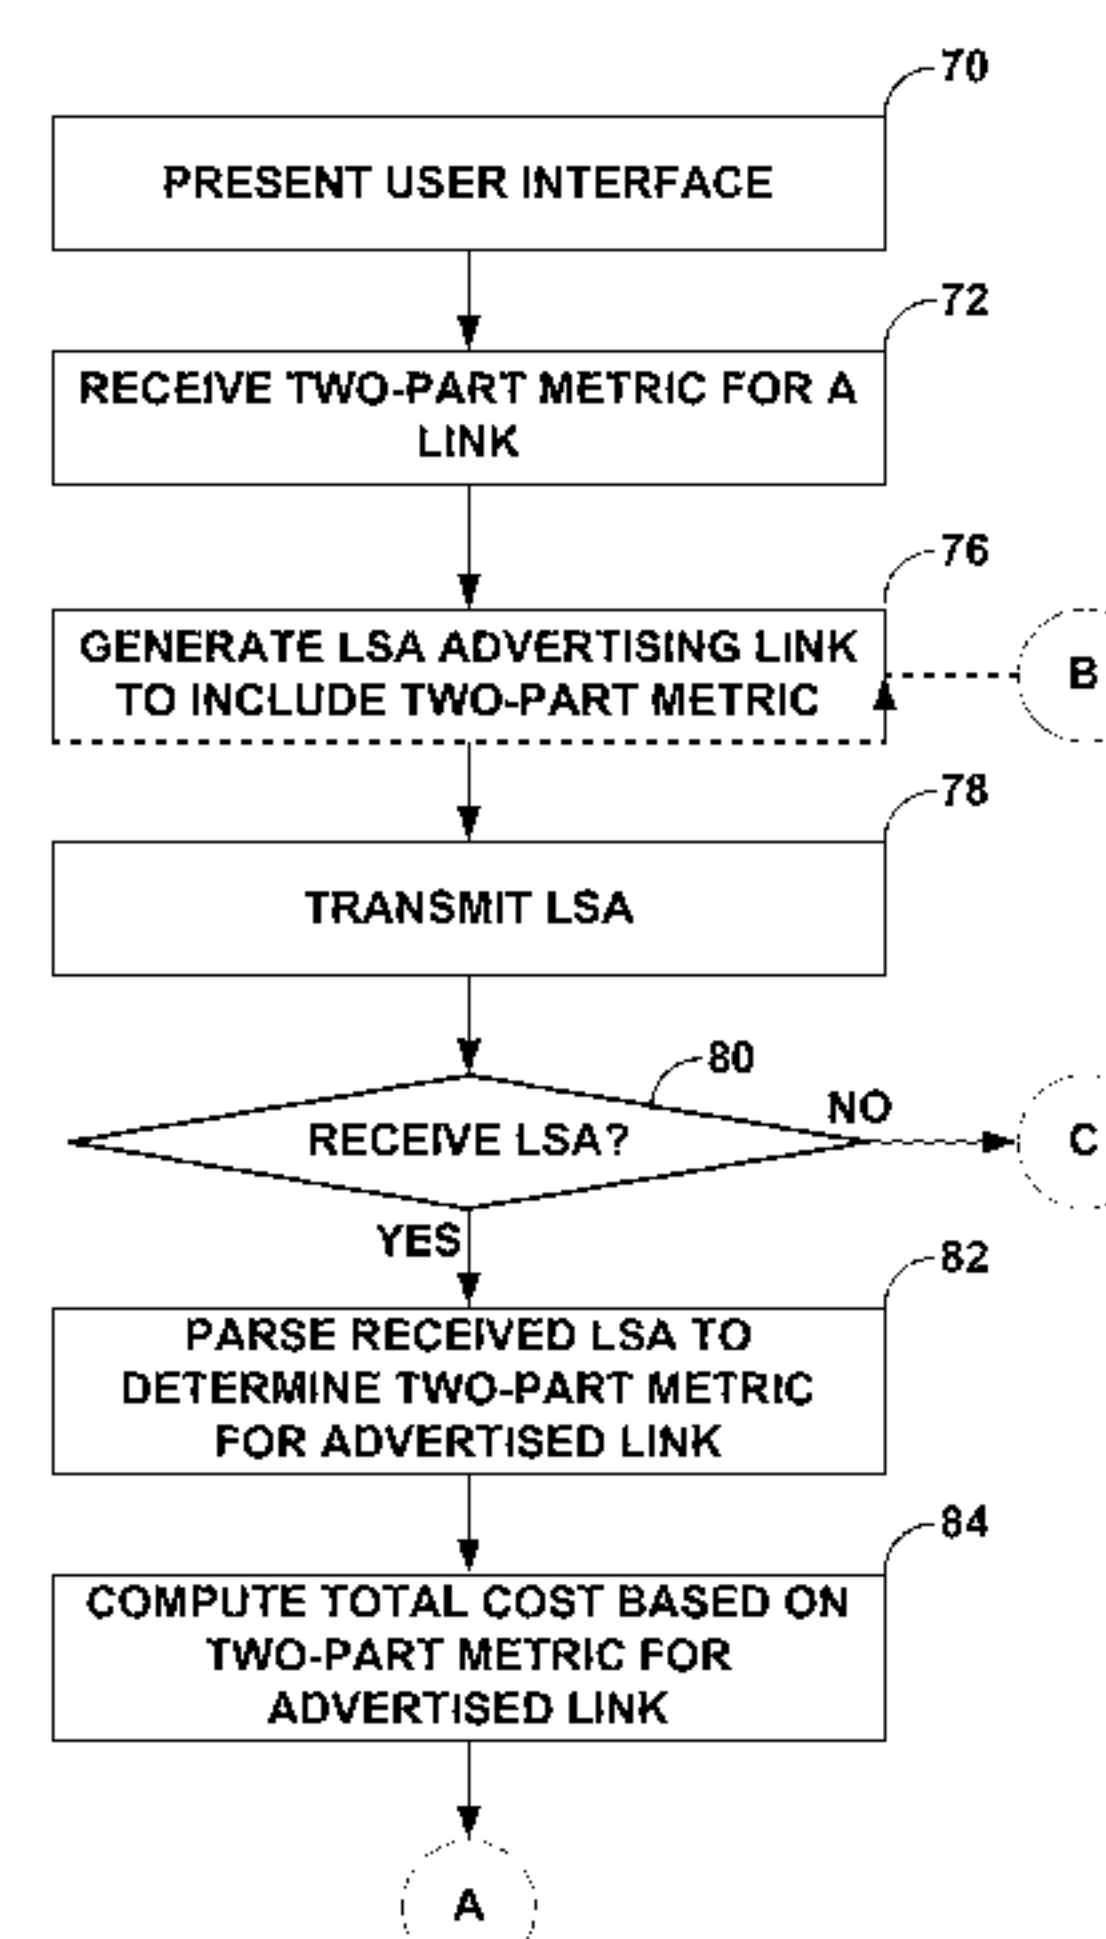 70
PRESENT USER INTERFACE
72
RECEIVE TWO-PART METRIC FOR A
LINK
76
GENERATE LSA ADVERTISING LINK
TO INCLUDE TWO-PART METRIC
B
78
TRANSMIT LSA
80
RECEIVE LSA?
NO
C
YES
82
PARSE RECEIVED LSA TO
DETERMINE TWO-PART METRIC
FOR ADVERTISED LINK
84
COMPUTE TOTAL COST BASED ON
TWO-PART METRIC FOR
ADVERTISED LINK
A